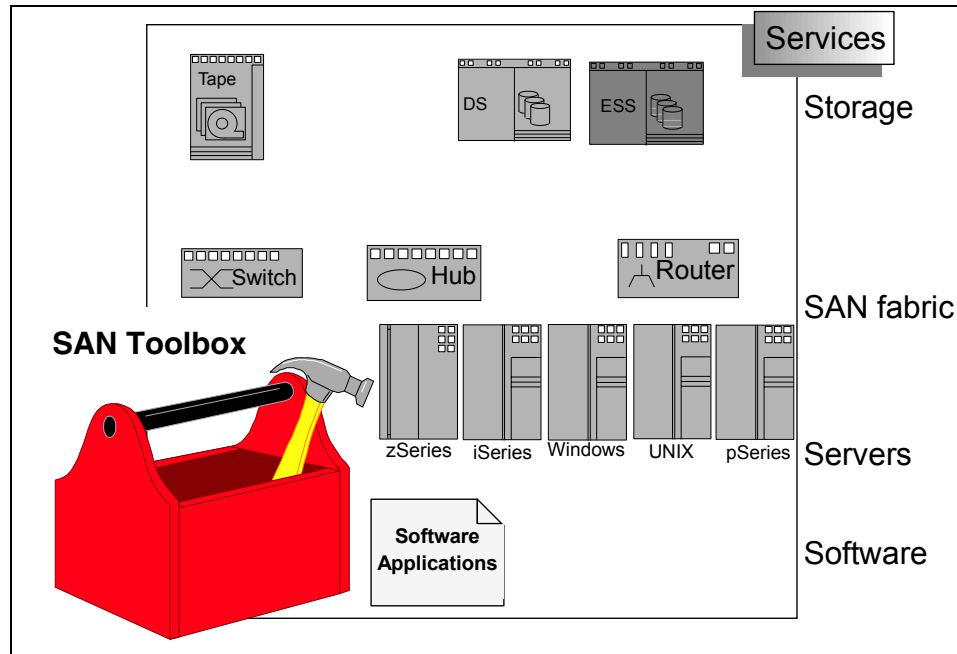 Services
Tape
DS
ESS
Storage
Switch
Hub
Router
SAN fabric
SAN Toolbox
zSeries
iSeries
Windows
UNIX
pSeries
Servers
Software
Applications
Software